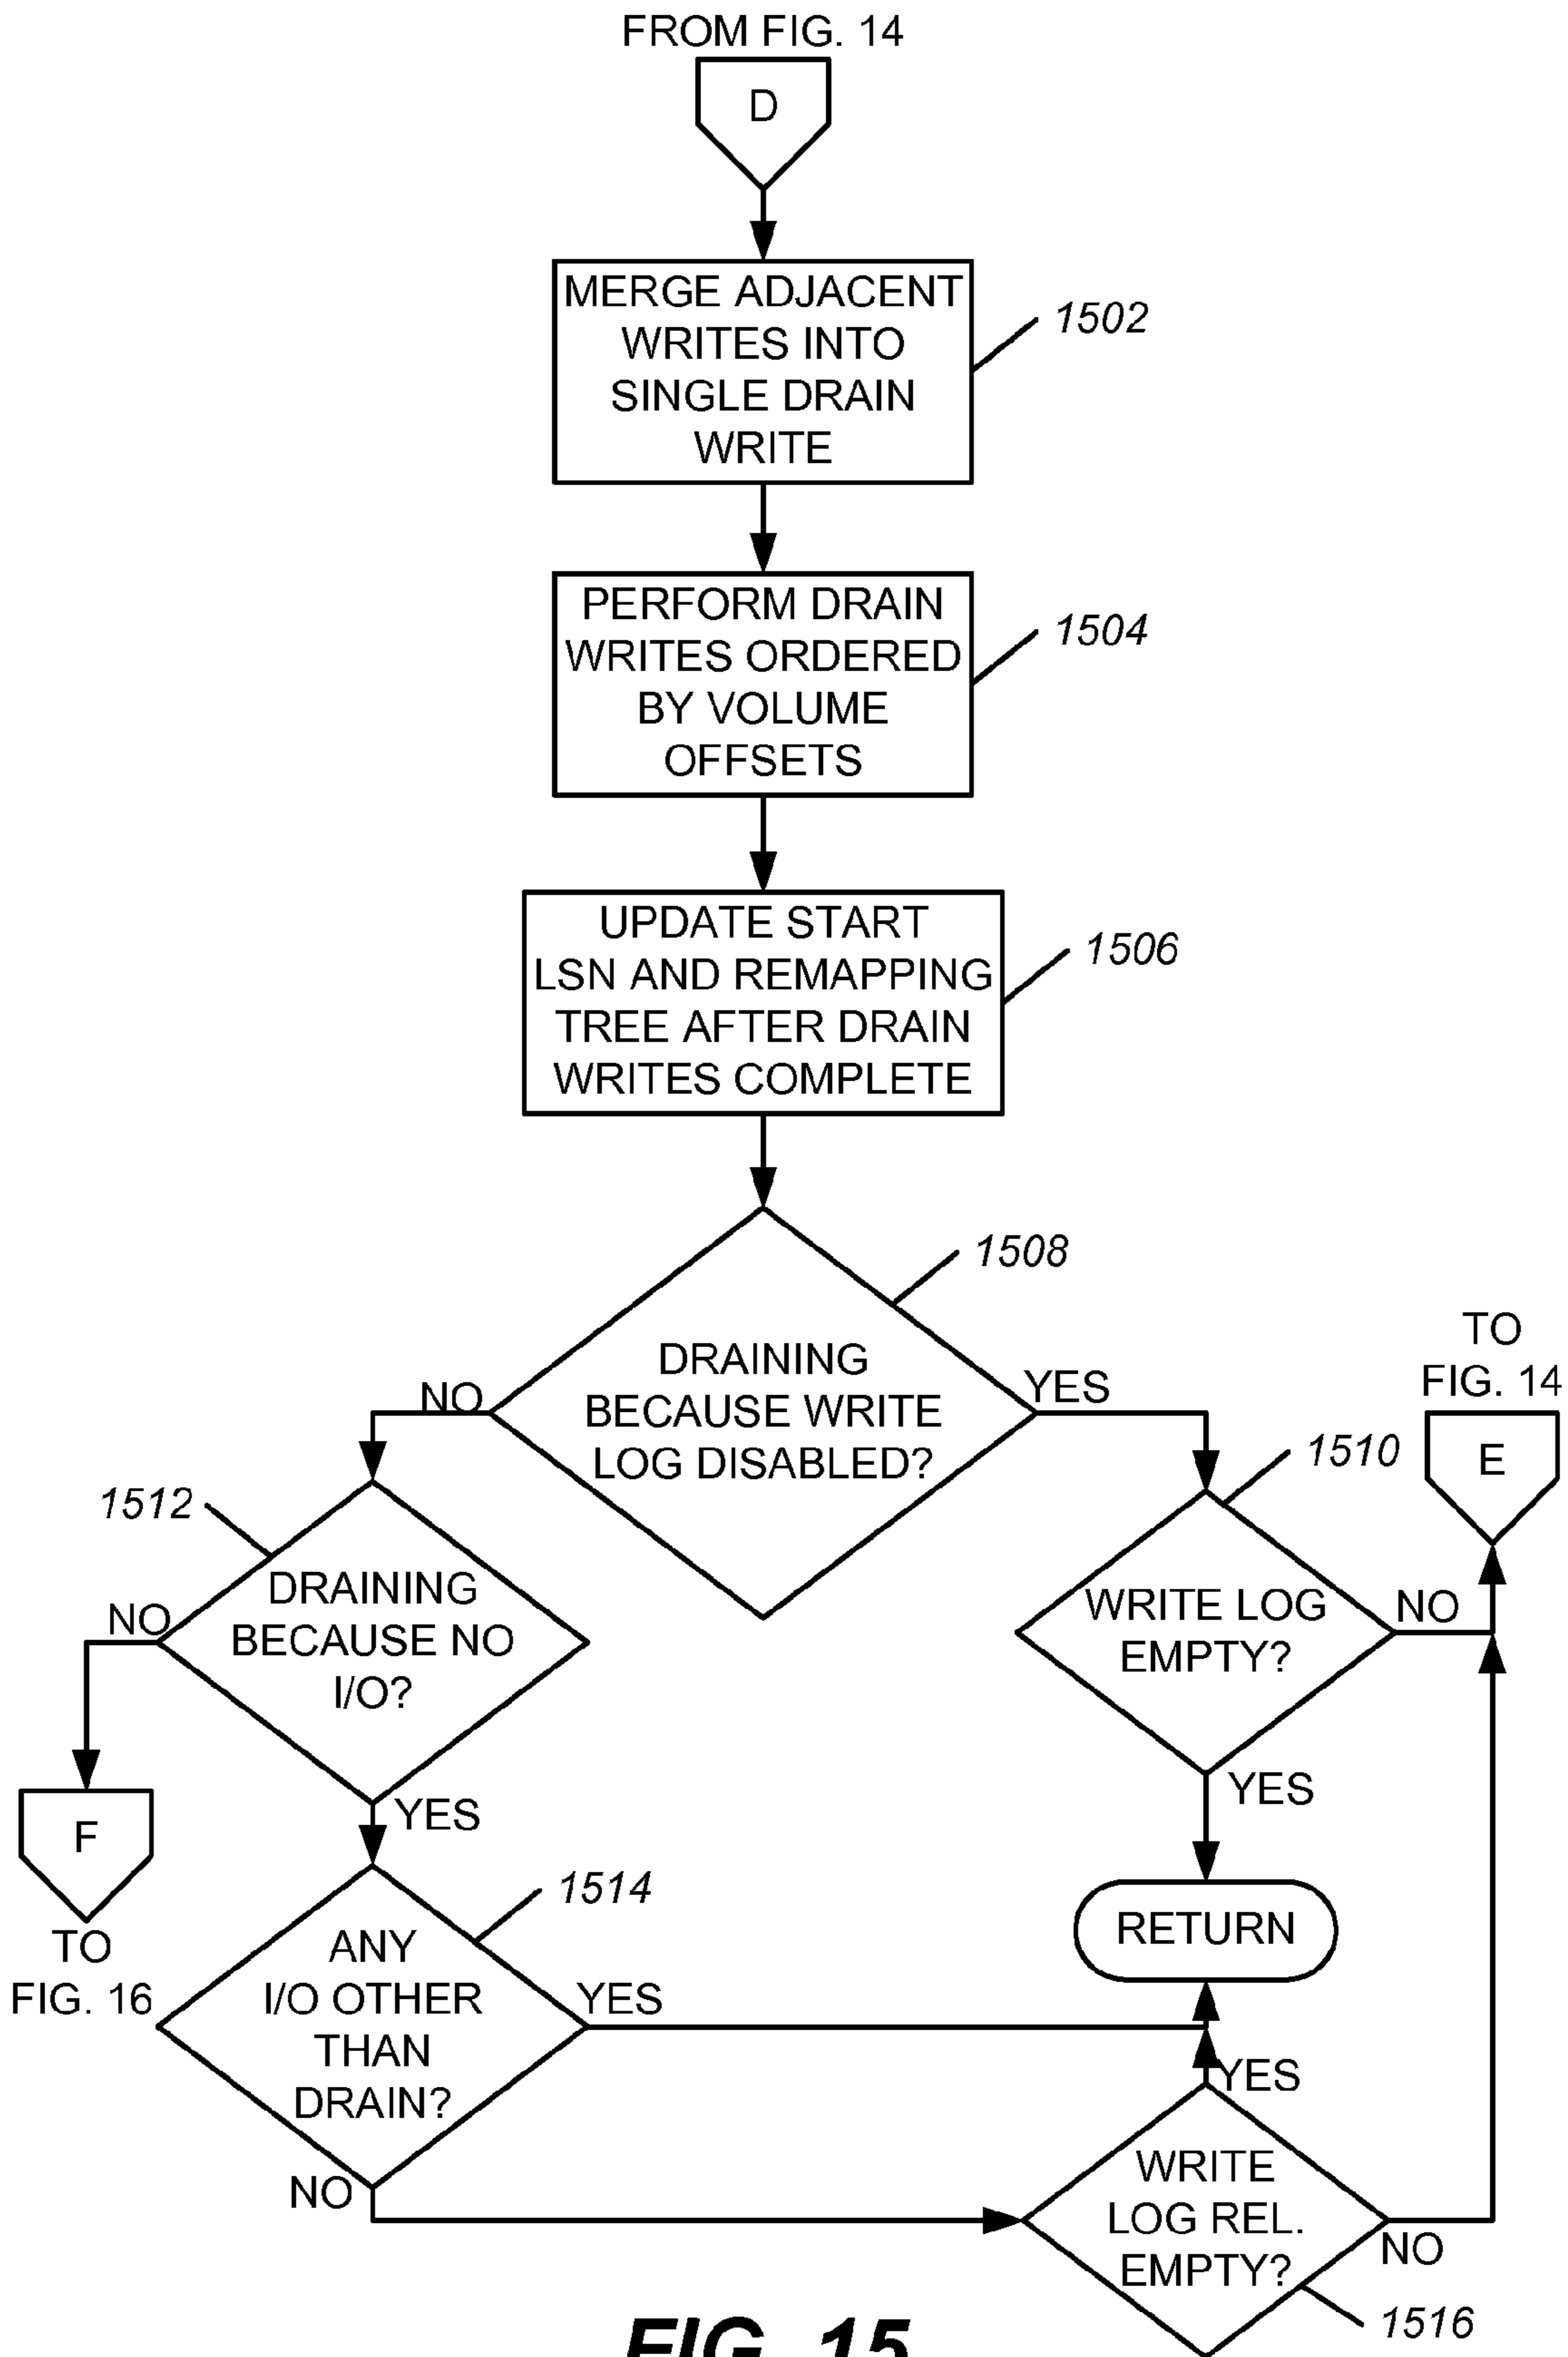 FROM FIG. 14
D
MERGE ADJACENT
WRITES INTO
SINGLE DRAIN
WRITE
1502
PERFORM DRAIN
WRITES ORDERED
BY VOLUME
OFFSETS
1504
UPDATE START
LSN AND REMAPPING
TREE AFTER DRAIN
WRITES COMPLETE
1506
DRAINING
BECAUSE WRITE
LOG DISABLED?
1508
NO
YES
TO
FIG. 14
E
1510
WRITE LOG
EMPTY?
NO
YES
1512
DRAINING
BECAUSE NO
I/O?
NO
YES
F
TO
FIG. 16
1514
ANY
I/O OTHER
THAN
DRAIN?
YES
NO
RETURN
YES
WRITE
LOG REL.
EMPTY?
NO
1516
FIG. 15